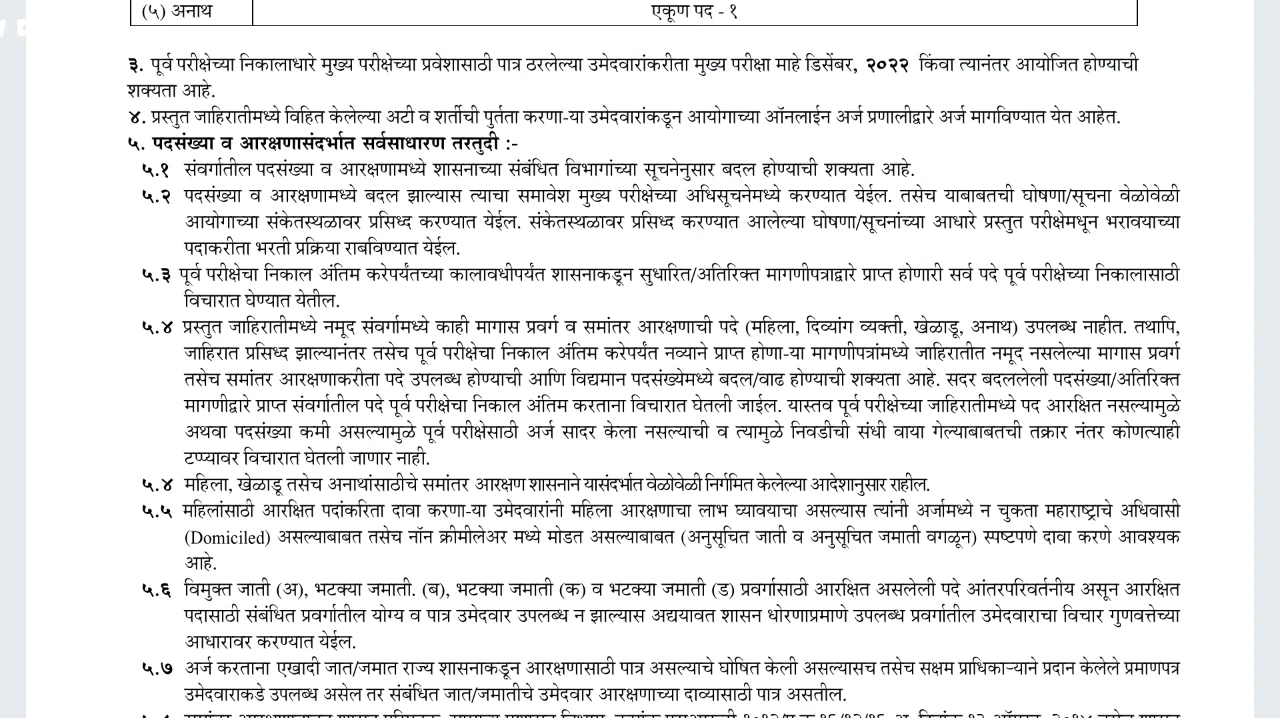 (५) अनाथ एकूण पद - १
३. पूर्व परीक्षेच्या निकालाधारे मुख्य परीक्षेच्या प्रवेशासाठी पात्र ठरलेल्या उमेदवारांकरीता मुख्य परीक्षा माहे डिसेंबर, २०२२ किंवा त्यानंतर आयोजित होण्याची
शक्यता आहे.
४. प्रस्तुत जाहिरातीमध्ये विहित केलेल्या अटी व शर्तीची पुर्तता करणा-या उमेदवारांकडून आयोगाच्या ऑनलाईन अर्ज प्रणालीद्वारे अर्ज मागविण्यात येत आहेत.
५. पदसंख्या व आरक्षणासंदर्भात सर्वसाधारण तरतुदी :-
५.१ संवर्गातील पदसंख्या व आरक्षणामध्ये शासनाच्या संबंधित विभागांच्या सूचनेनुसार बदल होण्याची शक्यता आहे.
५.२ पदसंख्या व आरक्षणामध्ये बदल झाल्यास त्याचा समावेश मुख्य परीक्षेच्या अधिसूचनेमध्ये करण्यात येईल. तसेच याबाबतची घोषणा/सूचना वेळोवेळी
आयोगाच्या संकेतस्थळावर प्रसिध्द करण्यात येईल. संकेतस्थळावर प्रसिध्द करण्यात आलेल्या घोषणा/सूचनांच्या आधारे प्रस्तुत परीक्षेमधून भरावयाच्या
पदाकरीता भरती प्रक्रिया राबविण्यात येईल.
५.३ पूर्व परीक्षेचा निकाल अंतिम करेपर्यंतच्या कालावधीपर्यंत शासनाकडून सुधारित/अतिरिक्त मागणीपत्राद्वारे प्राप्त होणारी सर्व पदे पूर्व परीक्षेच्या निकालासाठी
विचारात घेण्यात येतील.
५.४ प्रस्तुत जाहिरातीमध्ये नमूद संवर्गामध्ये काही मागास प्रवर्ग व समांतर आरक्षणाची पदे (महिला, दिव्यांग व्यक्ती, खेळाडू, अनाथ) उपलब्ध नाहीत. तथापि,
जाहिरात प्रसिध्द झाल्यानंतर तसेच पूर्व परीक्षेचा निकाल अंतिम करेपर्यंत नव्याने प्राप्त होणा-या मागणीपत्रांमध्ये जाहिरातीत नमूद नसलेल्या मागास प्रवर्ग
तसेच समांतर आरक्षणाकरीता पदे उपलब्ध होण्याची आणि विद्यमान पदसंख्येमध्ये बदल/वाढ होण्याची शक्यता आहे. सदर बदललेली पदसंख्या/अतिरिक्त
मागणीद्वारे प्राप्त संवर्गातील पदे पूर्व परीक्षेचा निकाल अंतिम करताना विचारात घेतली जाईल. यास्तव पूर्व परीक्षेच्या जाहिरातीमध्ये पद आरक्षित नसल्यामुळे
अथवा पदसंख्या कमी असल्यामुळे पूर्व परीक्षेसाठी अर्ज सादर केला नसल्याची व त्यामुळे निवडीची संधी वाया गेल्याबाबतची तक्रार नंतर कोणत्याही
टप्प्यावर विचारात घेतली जाणार नाही.
५.४ महिला, खेळाडू तसेच अनाथांसाठीचे समांतर आरक्षण शासनाने यासंदर्भात वेळोवेळी निर्गमित केलेल्या आदेशानुसार राहील.
५.५ महिलांसाठी आरक्षित पदांकरिता दावा करणा-या उमेदवारांनी महिला आरक्षणाचा लाभ घ्यावयाचा असल्यास त्यांनी अर्जामध्ये न चुकता महाराष्ट्राचे अधिवासी
(Domiciled) असल्याबाबत तसेच नॉन क्रीमीलेअर मध्ये मोडत असल्याबाबत (अनुसूचित जाती व अनुसूचित जमाती वगळून) स्पष्टपणे दावा करणे आवश्यक
आहे.
५.६ विमुक्त जाती (अ), भटक्या जमाती. (ब), भटक्या जमाती (क) व भटक्या जमाती (ड) प्रवर्गासाठी आरक्षित असलेली पदे आंतरपरिवर्तनीय असून आरक्षित
पदासाठी संबंधित प्रवर्गातील योग्य व पात्र उमेदवार उपलब्ध न झाल्यास अद्ययावत शासन धोरणाप्रमाणे उपलब्ध प्रवर्गातील उमेदवाराचा विचार गुणवत्तेच्या
आधारावर करण्यात येईल.
५.७ अर्ज करताना एखादी जात/जमात राज्य शासनाकडून आरक्षणासाठी पात्र असल्याचे घोषित केली असल्यासच तसेच सक्षम प्राधिकाऱ्याने प्रदान केलेले प्रमाणपत्र
उमेदवाराकडे उपलब्ध असेल तर संबंधित जात/जमातीचे उमेदवार आरक्षणाच्या दाव्यासाठी पात्र असतील.